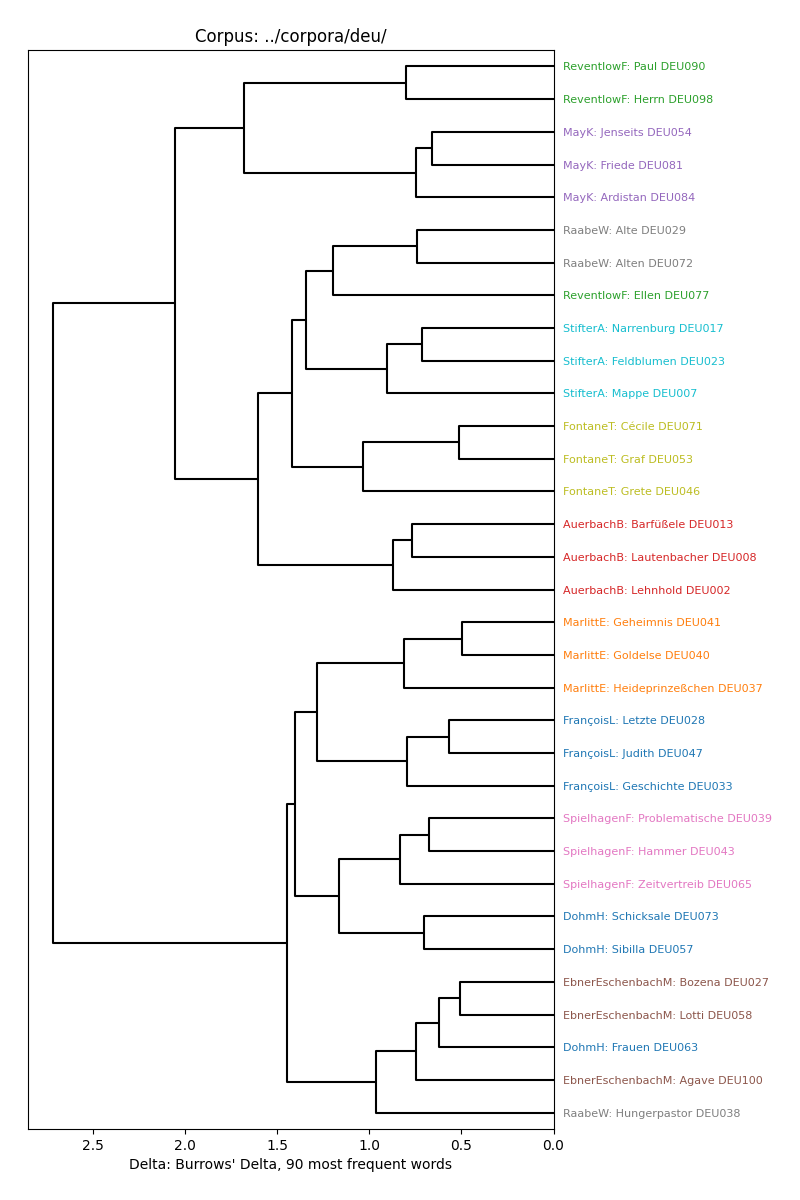 Corpus: ../corpora/deu/
ReventlowF: Paul DEU090
ReventlowF: Herrn DEU098
MayK: Jenseits DEU054
MayK: Friede DEU081
MayK: Ardistan DEU084
RaabeW: Alte DEU029
RaabeW: Alten DEU072
ReventlowF: Ellen DEU077
StifterA: Narrenburg DEU017
StifterA: Feldblumen DEU023
StifterA: Mappe DEU007
FontaneT: Cécile DEU071
FontaneT: Graf DEU053
FontaneT: Grete DEU046
AuerbachB: Barfüßele DEU013
AuerbachB: Lautenbacher DEU008
AuerbachB: Lehnhold DEU002
MarlittE: Geheimnis DEU041
MarlittE: Goldelse DEU040
MarlittE: Heideprinzeßchen DEU037
FrançoisL: Letzte DEU028
FrançoisL: Judith DEU047
FrançoisL: Geschichte DEU033
SpielhagenF: Problematische DEU039
SpielhagenF: Hammer DEU043
SpielhagenF: Zeitvertreib DEU065
DohmH: Schicksale DEU073
DohmH: Sibilla DEU057
EbnerEschenbachM: Bozena DEU027
EbnerEschenbachM: Lotti DEU058
DohmH: Frauen DEU063
EbnerEschenbachM: Agave DEU100
RaabeW: Hungerpastor DEU038
2.5 2.0 1.5 1.0 0.5 0.0
Delta: Burrows' Delta, 90 most frequent words